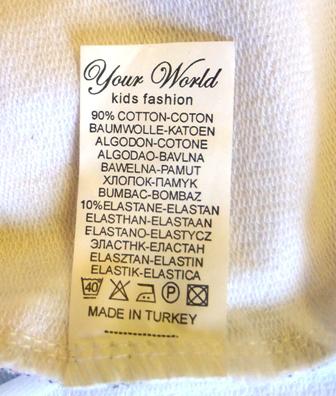 Your World
kids fashion
90% COTTON-COTON
BAUMWOLLE-KATOEN
ALGODON-COTONE
ALGODAO-BAVLNA
BAWELNA-PAMUT
ХЛОПОК-ПАМУК
BUMBAC-BOMBAZ
10%ELASTANE-ELASTAN
ELASTHAN-ELASTAAN
ELASTANO-ELASTYCZ
ЭЛАСТНК-ЕЛАСТАН
ELASZTAN-ELASTIN
ELASTIK-ELASTICA
40 P
MADE IN TURKEY